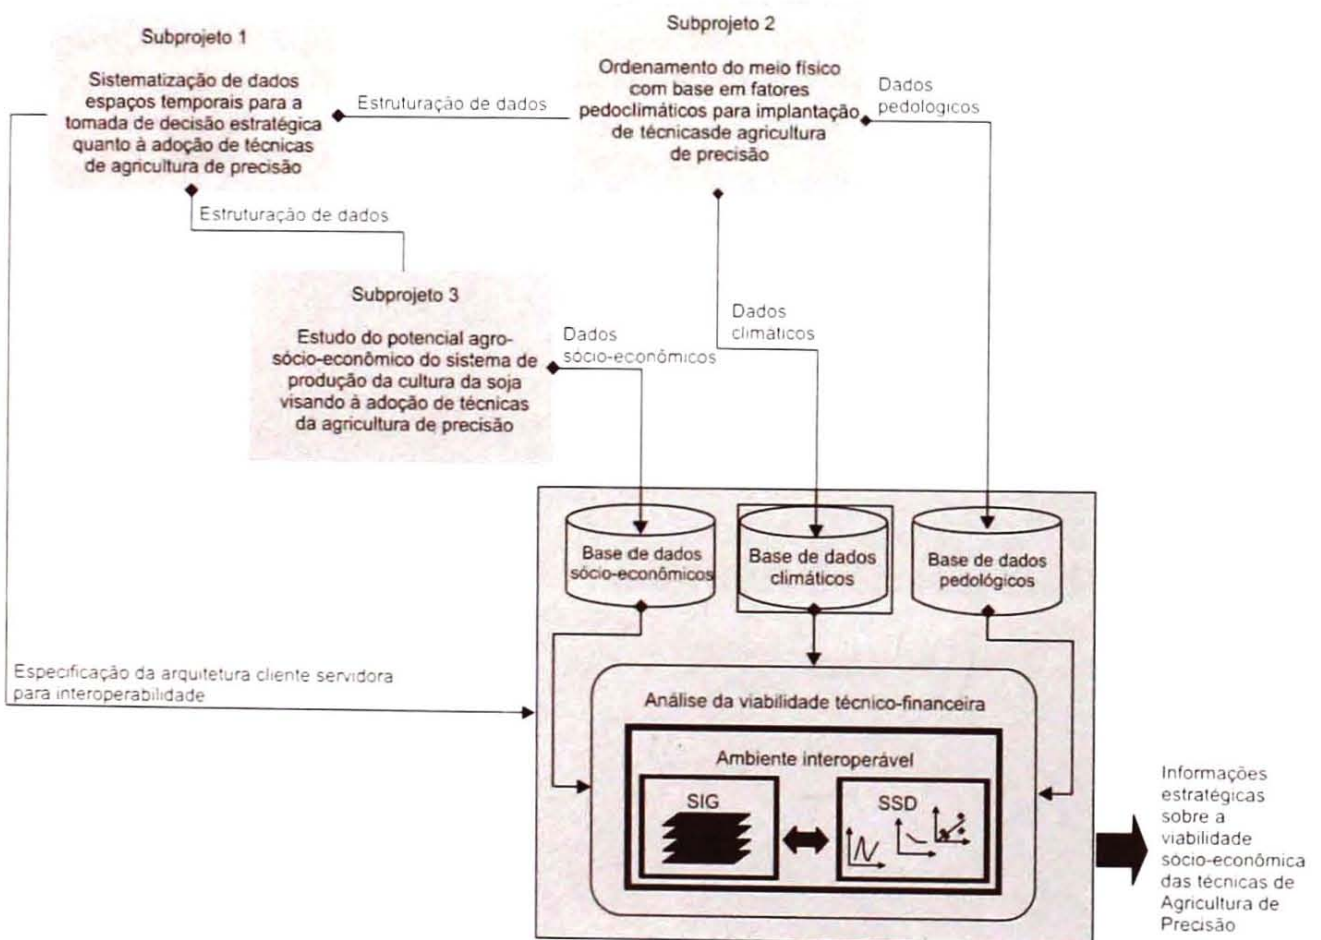 Subprojeto 1
Sistematização de dados
espaços temporais para a
tomada de decisão estratégica
quanto à adoção de técnicas
de agricultura de precisão
Estruturação de dados
Subprojeto 2
Ordenamento do meio físico
com base em fatores
pedoclimáticos para implantação
de técnicasde agricultura
de precisão
Dados
pedológicos
Estruturação de dados
Subprojeto 3
Estudo do potencial agro-
sócio-econômico do sistema de
produção da cultura da soja
visando à adoção de técnicas
da agricultura de precisão
Dados
sócio-econômicos
Dados
climáticos
Base de dados
sócio-econômicos
Base de dados
climáticos
Base de dados
pedológicos
Especificação da arquitetura cliente servidora
para interoperabilidade
Análise da viabilidade técnico-financeira
Ambiente interoperável
SIG
SSD
Informações
estratégicas
sobre a
viabilidade
sócio-econômica
das técnicas de
Agricultura de
Precisão